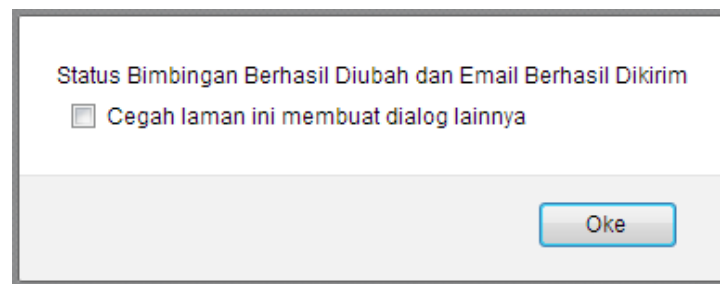 Status Bimbingan Berhasil Diubah dan Email Berhasil Dikirim
Cegah laman ini membuat dialog lainnya
Oke